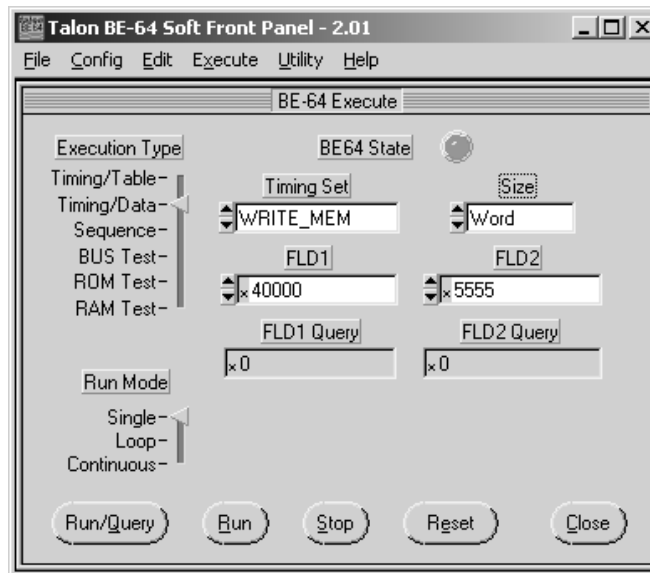 Talon BE-64 Soft Front Panel - 2.01
File Config Edit Execute Utility Help
BE-64 Execute
Execution Type
BE64 State
Timing/Table
Timing/Data
Sequence
BUS Test
ROM Test
RAM Test
Timing Set
Size
WRITE_MEM
Word
FLD1
FLD2
x 40000
x 5555
FLD1 Query
FLD2 Query
x 0
x 0
Run Mode
Single
Loop
Continuous
Run/Query
Run
Stop
Reset
Close